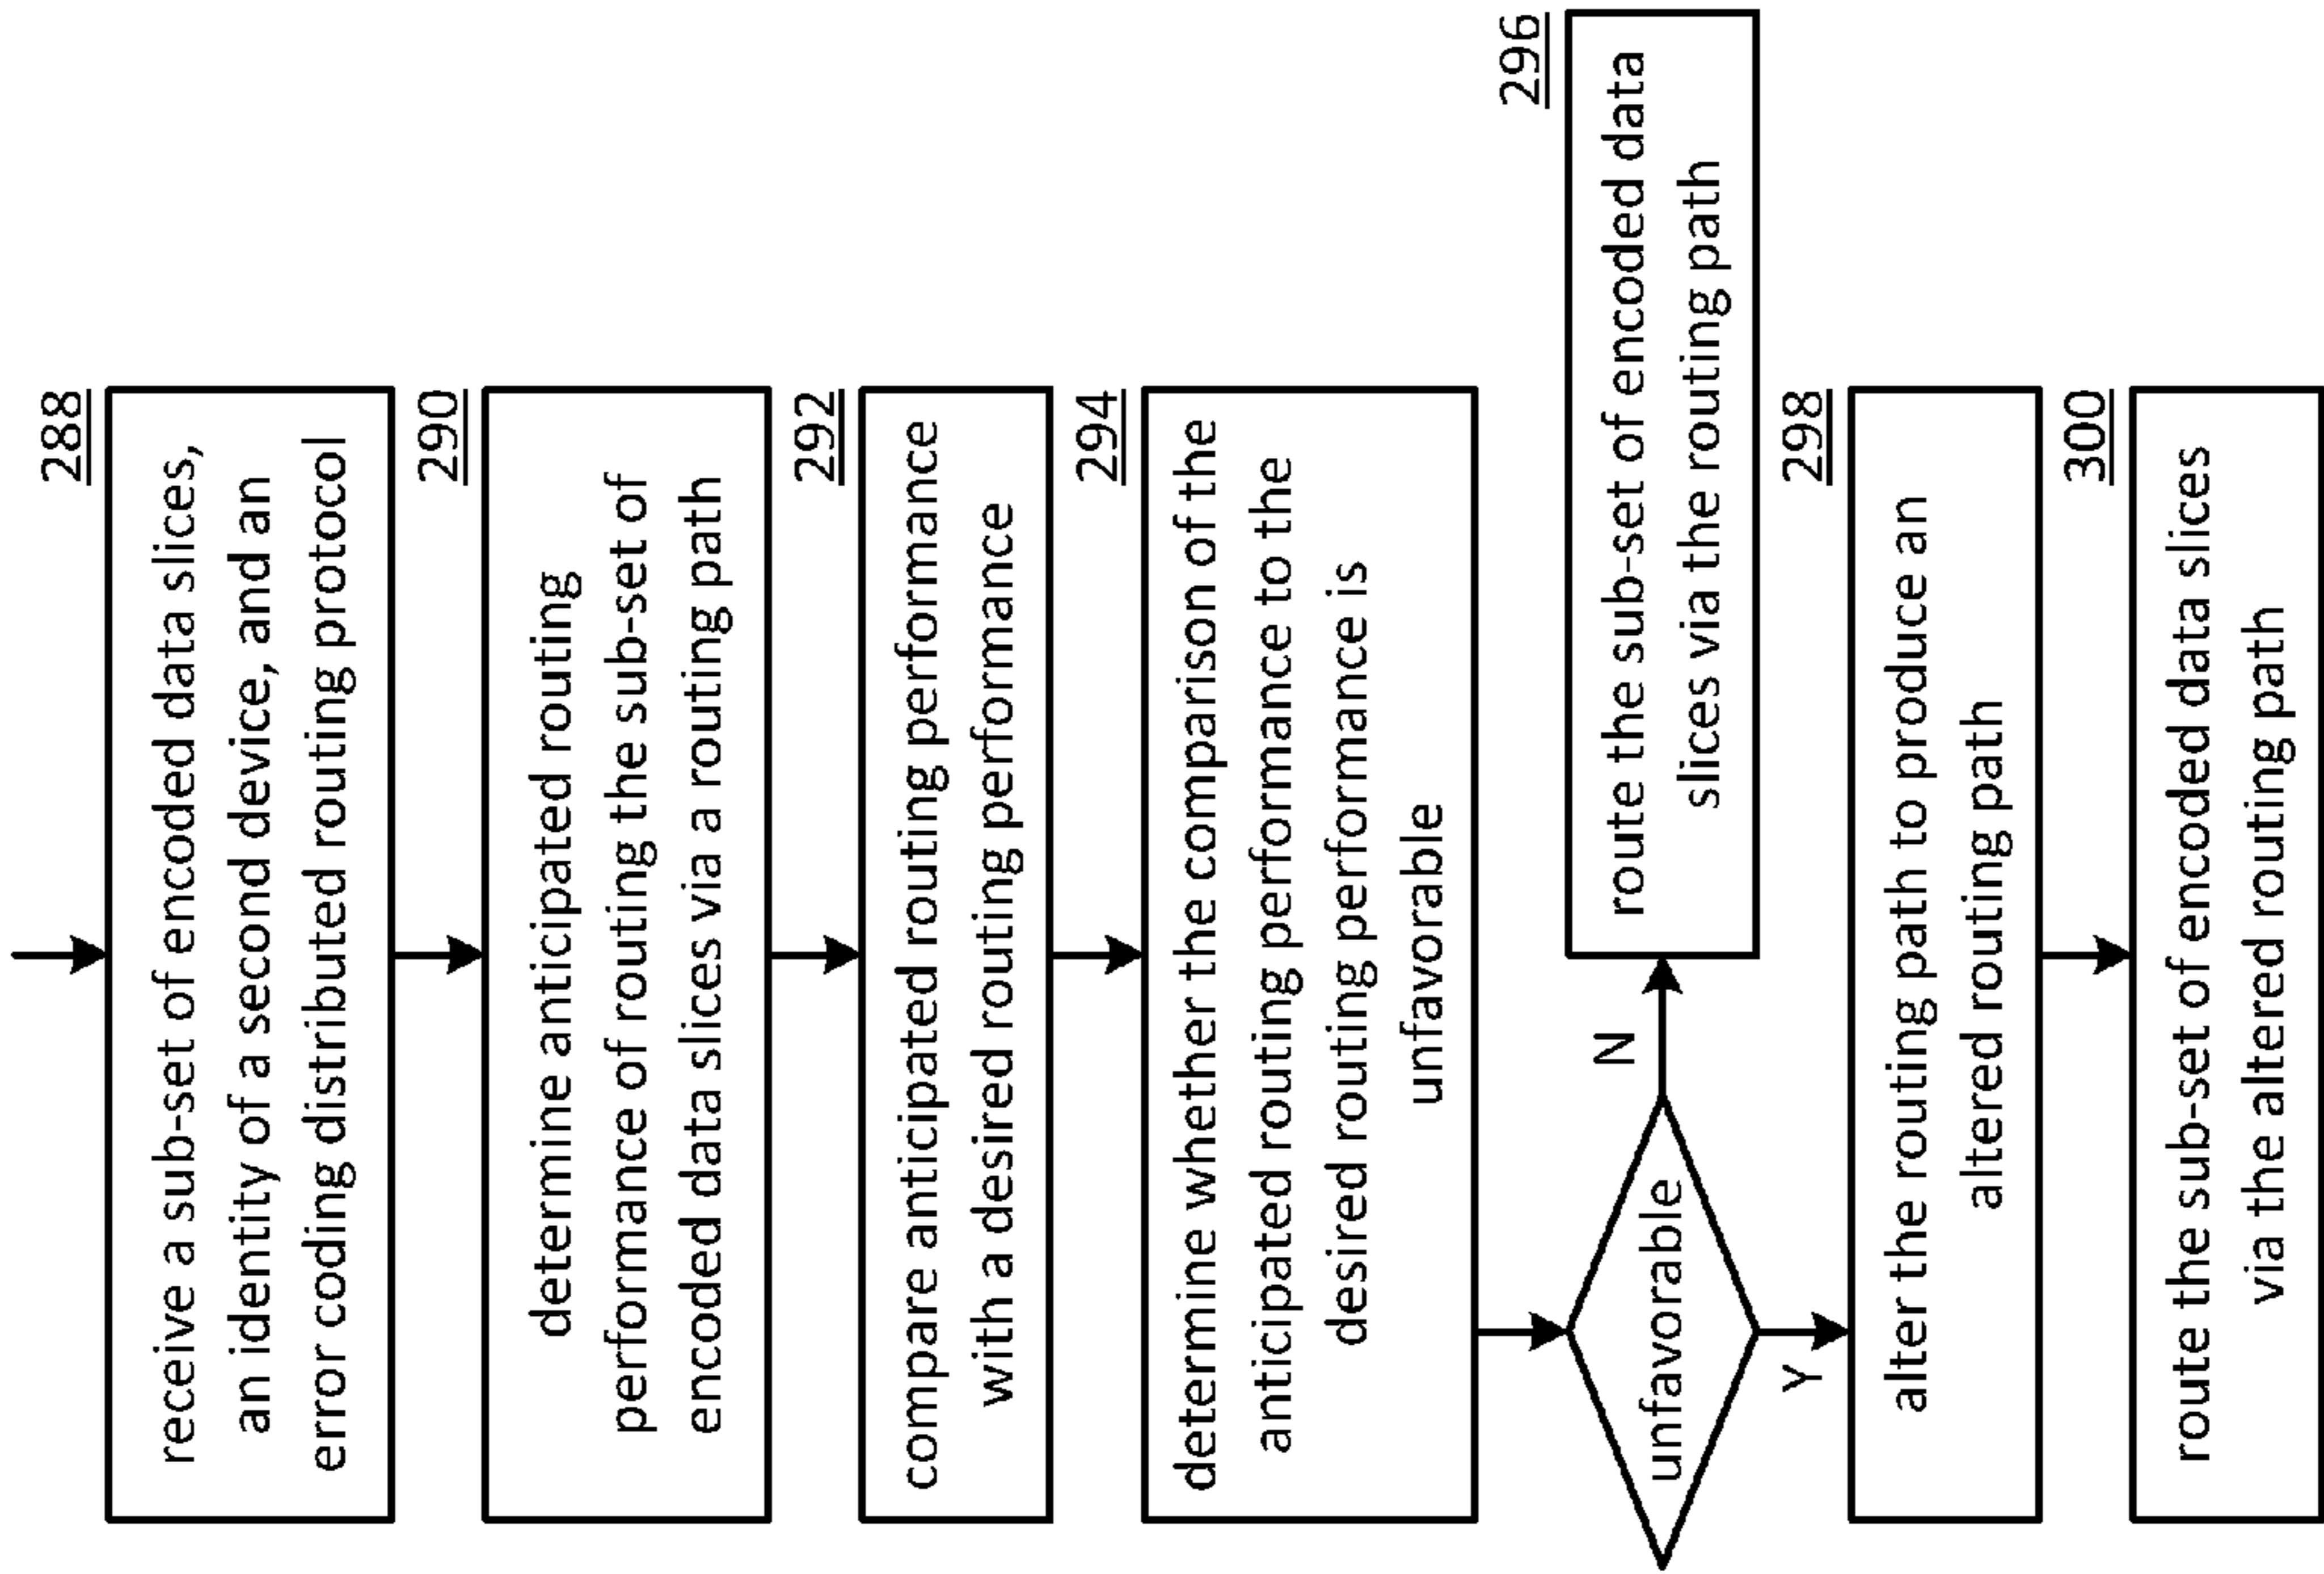 288
receive a sub-set of encoded data slices,
an identity of a second device, and an
error coding distributed routing protocol
290
determine anticipated routing
performance of routing the sub-set of
encoded data slices via a routing path
292
compare anticipated routing performance
with a desired routing performance
294
determine whether the comparison of the
anticipated routing performance to the
desired routing performance is
unfavorable
unfavorable
N
296
route the sub-set of encoded data
slices via the routing path
Y
298
alter the routing path to produce an
altered routing path
300
route the sub-set of encoded data slices
via the altered routing path